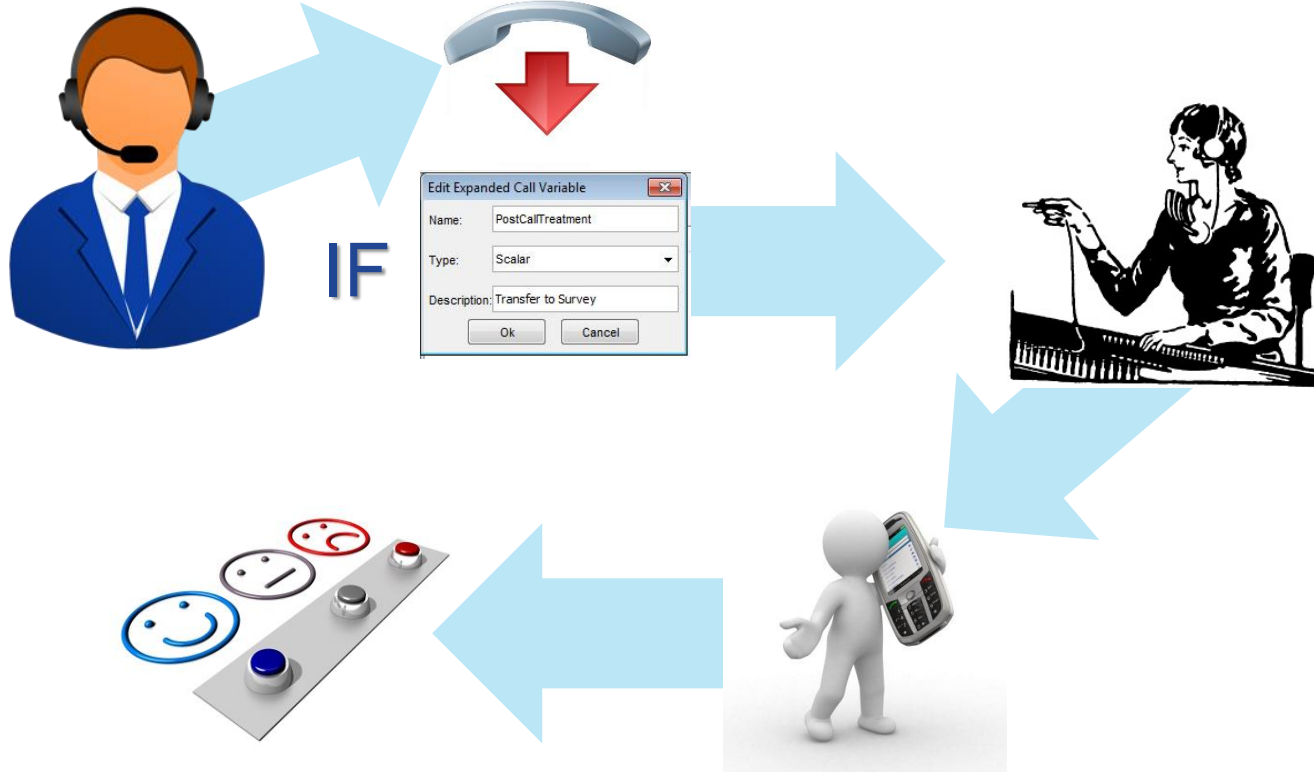 IF
Edit Expanded Call Variable
Name: PostCallTreatment
Type: Scalar
Description: Transfer to Survey
Ok Cancel